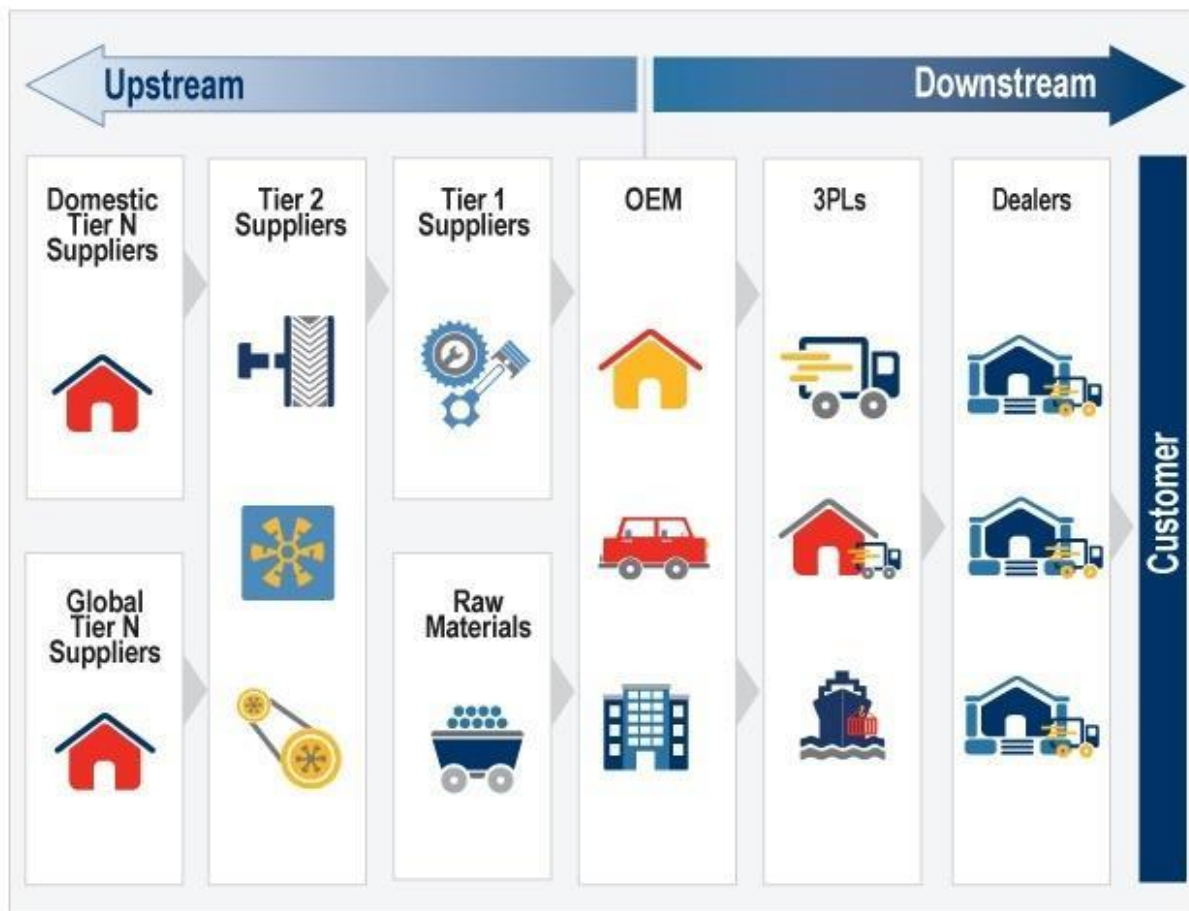 Upstream
Downstream
Domestic
Tier N
Suppliers
Tier 2
Suppliers
Tier 1
Suppliers
OEM
3PLs
Dealers
Global
Tier N
Suppliers
Raw
Materials
Customer